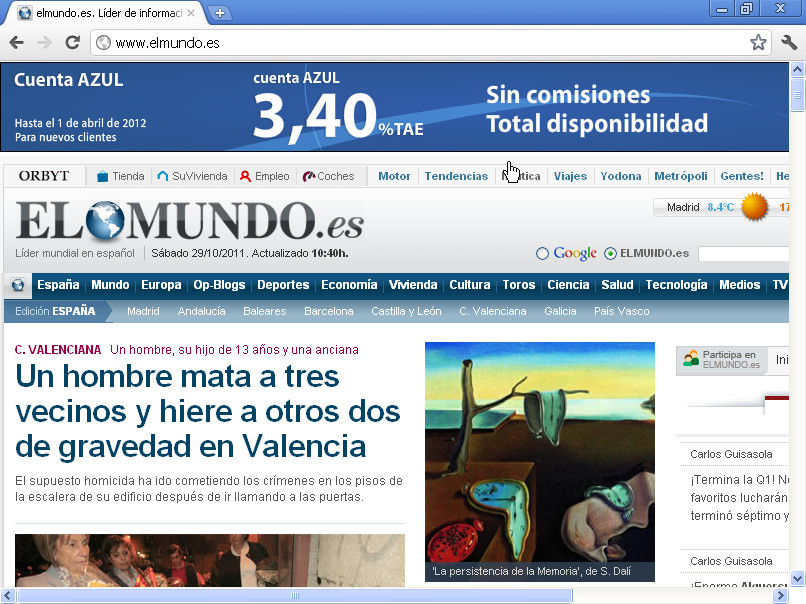 elmundo.es. Líder de informaci
www.elmundo.es
Cuenta AZUL
Hasta el 1 de abril de 2012
Para nuevos clientes
cuenta AZUL
3,40 %TAE
Sin comisiones
Total disponibilidad
ORBYT Tienda SuVivienda Empleo Coches Motor Tendencias Viajes Yodona Metrópoli Gentes! He
EL MUNDO.es
Madrid 8.4ºC 17
Líder mundial en español Sábado 29/10/2011. Actualizado 10:40h.
Google ELMUNDO.es
España Mundo Europa Op-Blogs Deportes Economía Vivienda Cultura Toros Ciencia Salud Tecnología Medios TV
Edición ESPAÑA Madrid Andalucía Baleares Barcelona Castilla y León C. Valenciana Galicia País Vasco
C. VALENCIANA Un hombre, su hijo de 13 años y una anciana
Un hombre mata a tres
vecinos y hiere a otros dos
de gravedad en Valencia
El supuesto homicida ha ido cometiendo los crímenes en los pisos de
la escalera de su edificio después de ir llamando a las puertas.
'La persistencia de la Memoria', de S. Dalí
Participa en
ELMUNDO.es
Ini
Carlos Guisasola
¡Termina la Q1! No
favoritos lucharán
terminó séptimo y
Carlos Guisasola
¡Enorme Alguersu